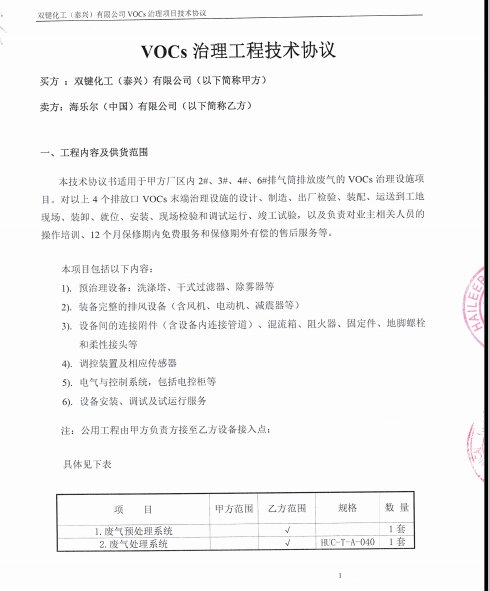 双键化工（泰兴）有限公司 VOCs 治理项目技术协议
VOCs 治理工程技术协议
买方 ：双键化工（泰兴）有限公司（以下简称甲方）
卖方：海乐尔（中国）有限公司（以下简称乙方）
一、工程内容及供货范围
本技术协议书适用于甲方厂区内 2#、3#、4#、6#排气筒排放废气的 VOCs 治理设施项
目。对以上 4 个排放口 VOCs 末端治理设施的设计、制造、出厂检验、装配、运送到工地
现场、装卸、就位、安装、现场检验和调试运行、竣工试验，以及负责对业主相关人员的
操作培训、12 个月保修期内免费服务和保修期外有偿的售后服务等。
本项目包括以下内容：
1). 预治理设备：洗涤塔、干式过滤器、除雾器等
2). 装备完整的排风设备（含风机、电动机、减震器等）
3). 设备间的连接附件（含设备内连接管道）、混流箱、阻火器、固定件、地脚螺栓
和柔性接头等
4). 调控装置及相应传感器
5). 电气与控制系统，包括电控柜等
6). 设备安装、调试及试运行服务
注：公用工程由甲方负责方接至乙方设备接入点；
具体见下表
项 目 甲方范围 乙方范围 规格 数 量
1.废气预处理系统 √ 1 套
2.废气处理系统 √ HUC-T-A-040 1 套
1
HAILEER